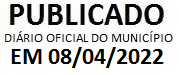 PUBLICADO
DIÁRIO OFICIAL DO MUNICÍPIO
EM 08/04/2022